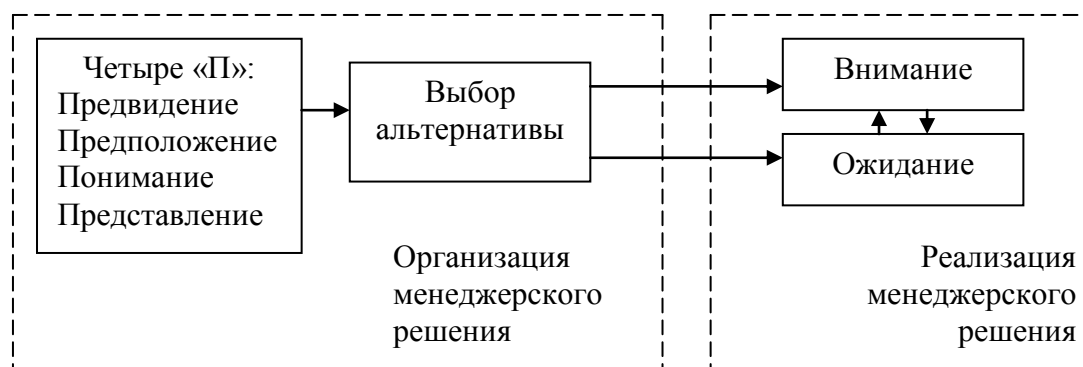 Четыре «П»:
Предвидение
Предположение
Понимание
Представление
Выбор
альтернативы
Организация
менеджерского
решения
Внимание
Ожидание
Реализация
менеджерского
решения